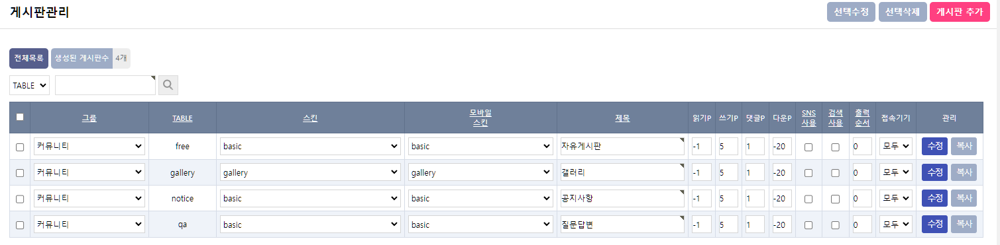 게시판관리
선택수정 선택삭제 게시판 추가
전체목록 생성된 게시판수 4개
TABLE
그룹 TABLE 스킨 모바일 스킨 제목 읽기P 쓰기P 댓글P 다운P SNS 사용 검색 사용 출력 순서 접속기기 관리
커뮤니티 free basic basic 자유게시판 -1 5 1 -20 0 모두 수정 복사
커뮤니티 gallery gallery gallery 갤러리 -1 5 1 -20 0 모두 수정 복사
커뮤니티 notice basic basic 공지사항 -1 5 1 -20 0 모두 수정 복사
커뮤니티 qa basic basic 질문답변 -1 5 1 -20 0 모두 수정 복사